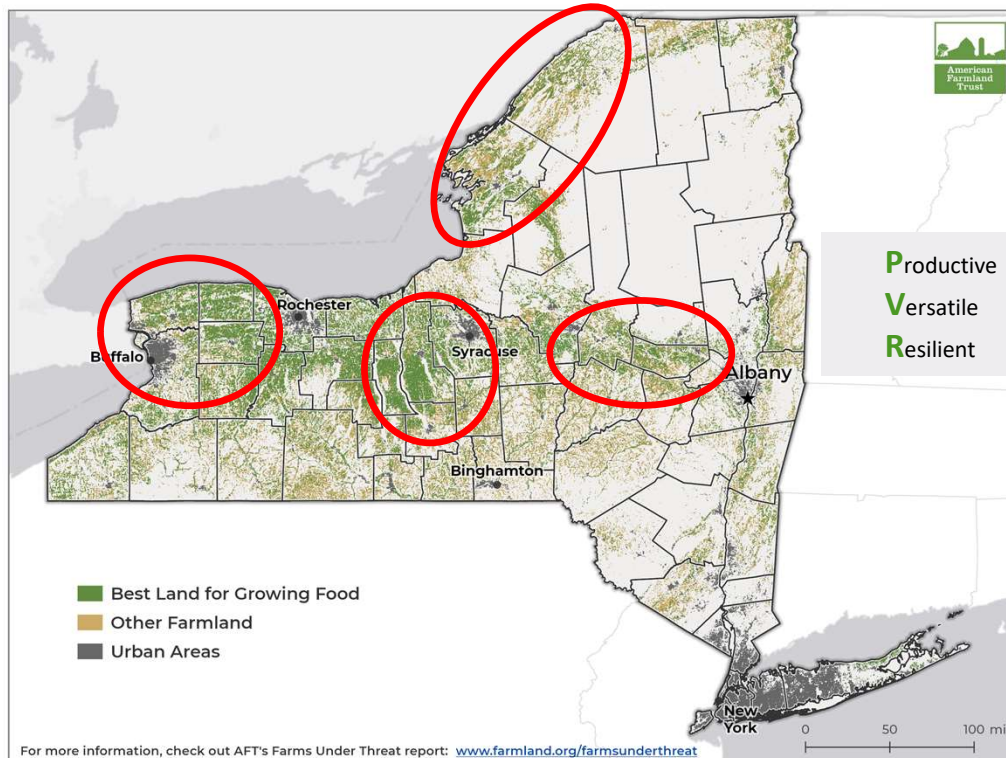 American
Farmland
Trust
Productive
Versatile
Resilient
Rochester
Syracuse
Buffalo
Albany
Binghamton
Best Land for Growing Food
Other Farmland
Urban Areas
New
York
0 50 100 mi
For more information, check out AFT's Farms Under Threat report: www.farmland.org/farmsunderthreat